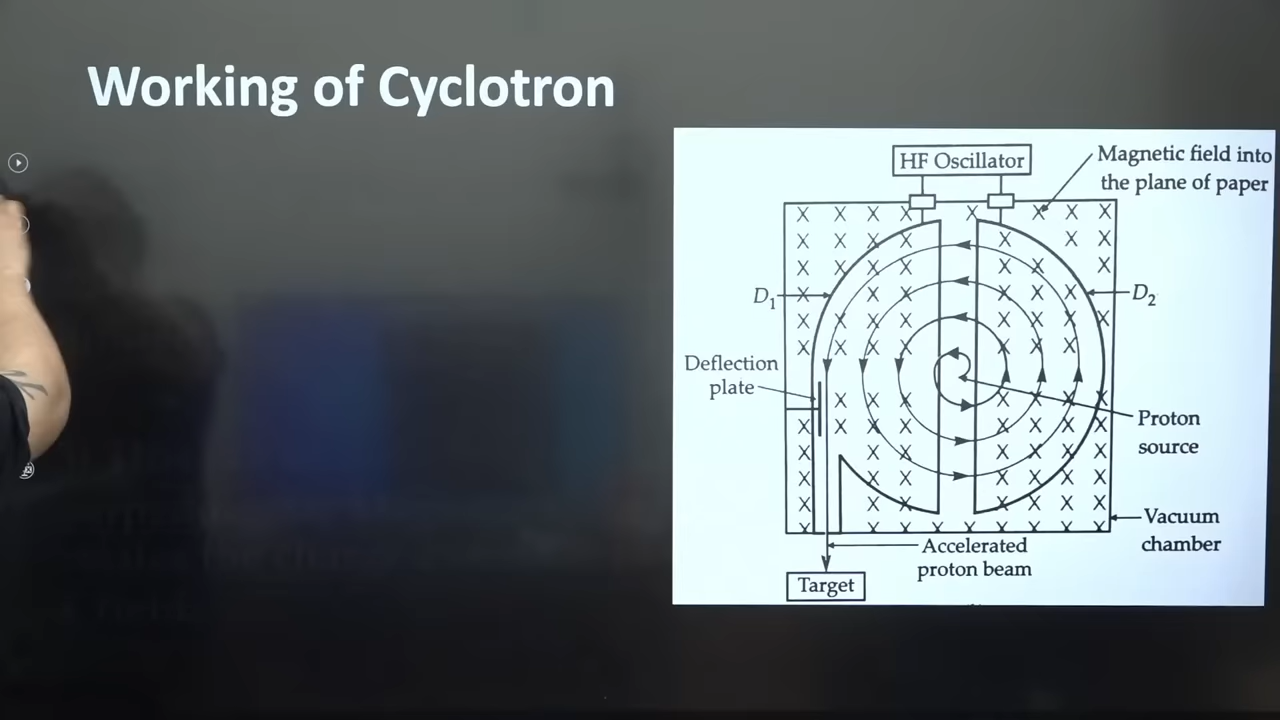 Working of Cyclotron
HF Oscillator
Magnetic field into
the plane of paper
D1
D2
Deflection
plate
Proton
source
Vacuum
chamber
Accelerated
proton beam
Target